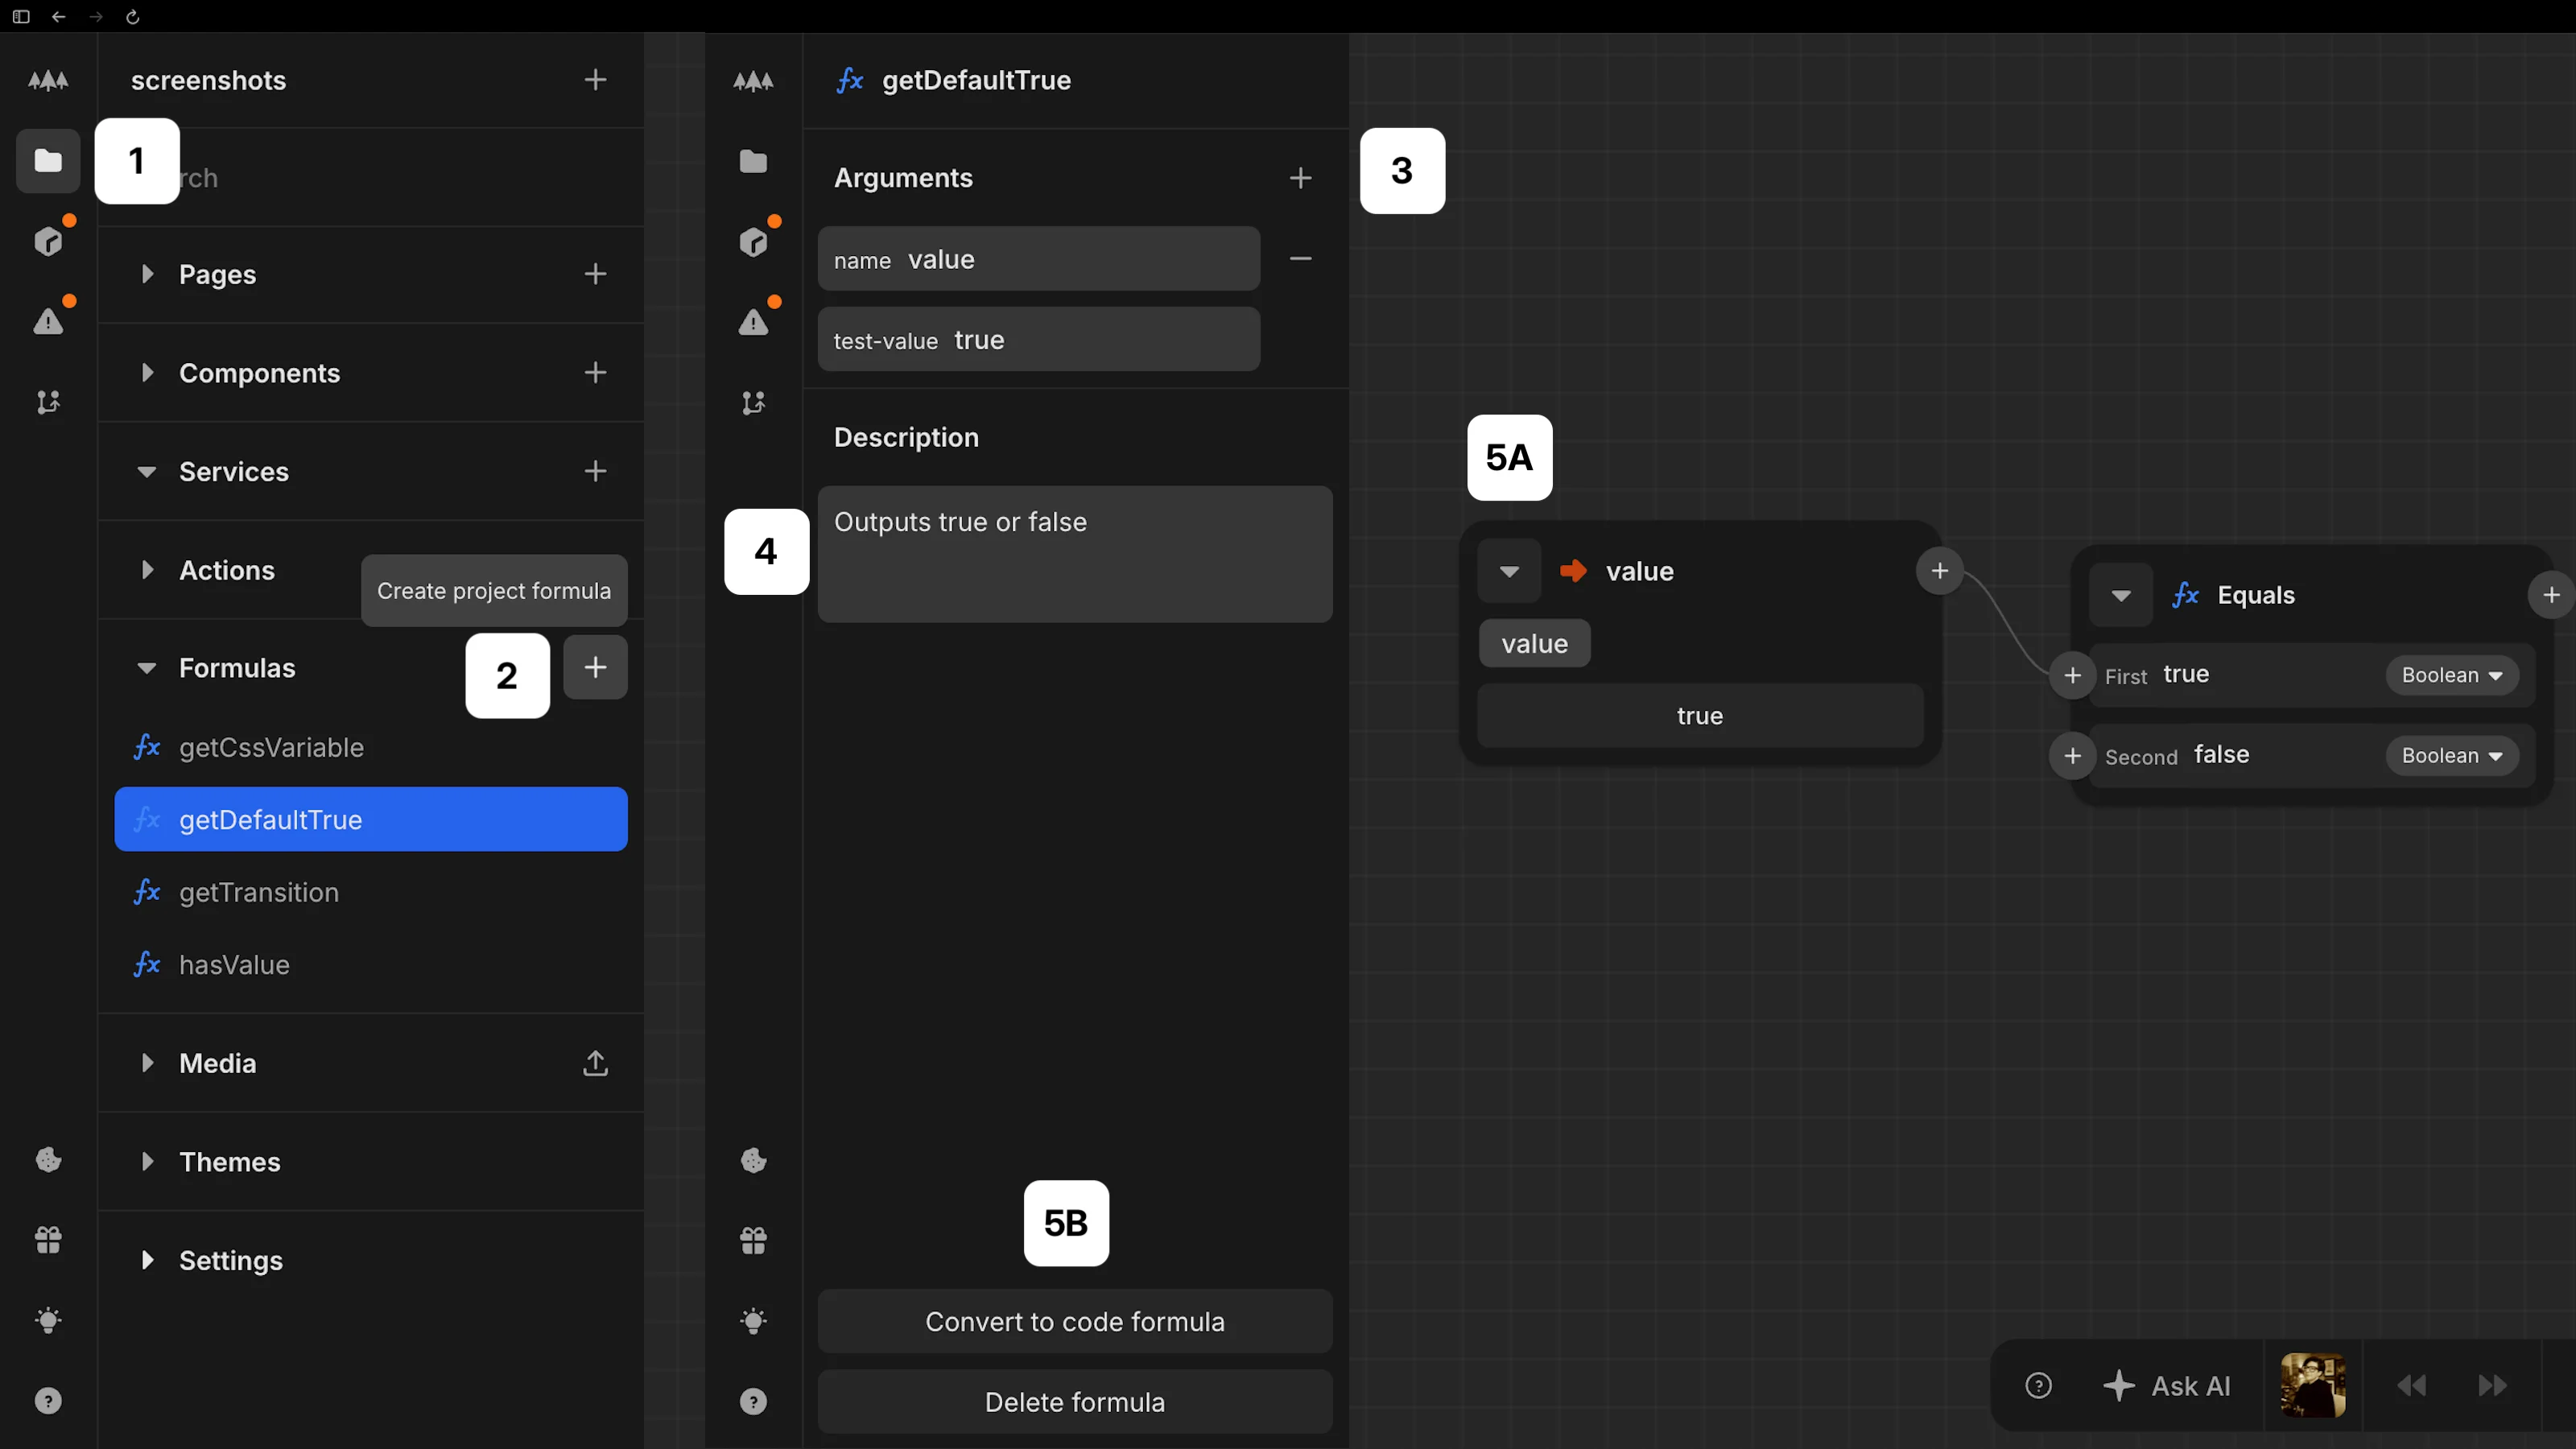 screenshots
1
rch
Pages
Components
Services
Actions
Create project formula
Formulas
2
getCssVariable
getDefaultTrue
getTransition
hasValue
Media
Themes
Settings
fx getDefaultTrue
Arguments
3
name value
test-value true
Description
4
Outputs true or false
5B
Convert to code formula
Delete formula
5A
value
value
true
fx Equals
First true Boolean
Second false Boolean
Ask AI